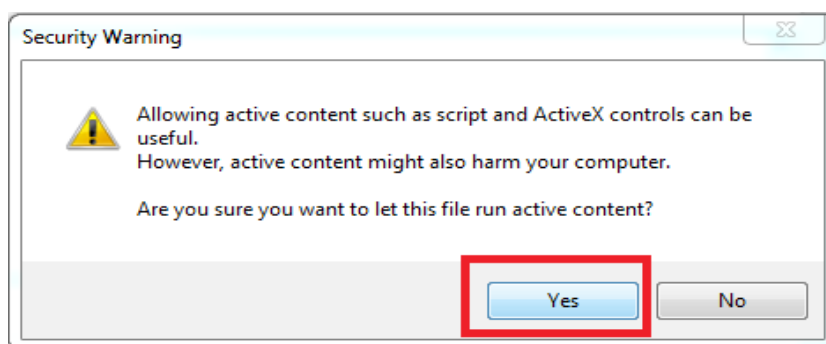 Security Warning
Allowing active content such as script and ActiveX controls can be
useful.
However, active content might also harm your computer.
Are you sure you want to let this file run active content?
Yes No